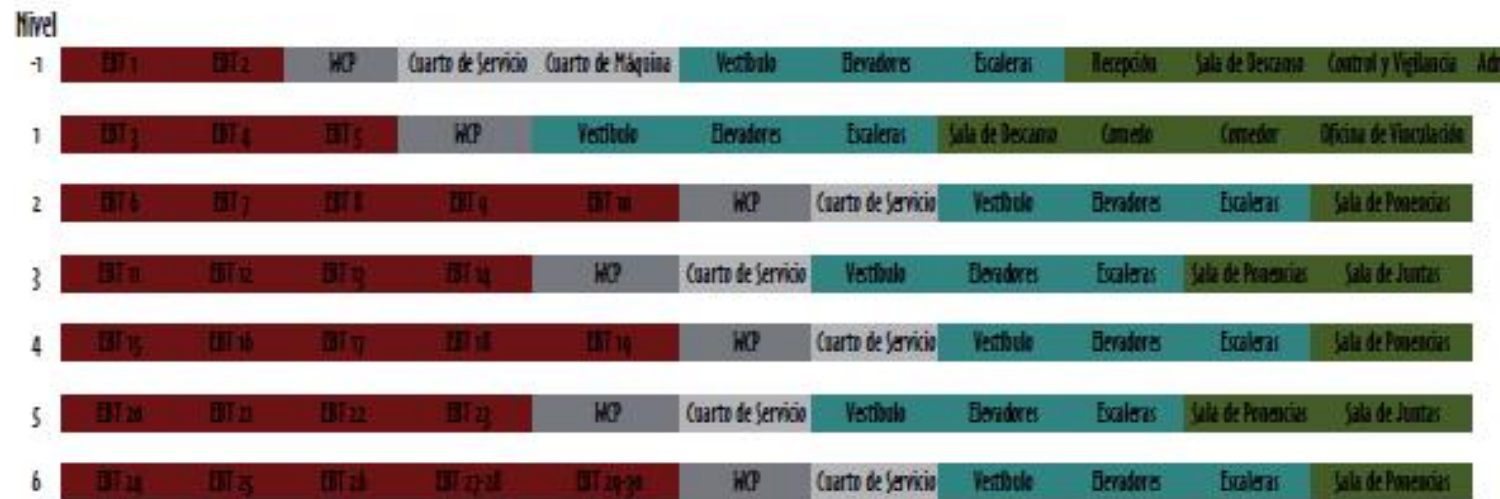 Nivel
-1 EBT 1 EBT 2 WCP Cuarto de Servicio Cuarto de Máquina Vestíbulo Elevadores Escaleras Recepción Sala de Descanso Control y Vigilancia Ad
1 EBT 3 EBT 4 EBT 5 WCP Vestíbulo Elevadores Escaleras Sala de Descanso Comedo Comedor Oficina de Vinculación
2 EBT 6 EBT 7 EBT 8 EBT 9 EBT 10 WCP Cuarto de Servicio Vestíbulo Elevadores Escaleras Sala de Ponencias
3 EBT 11 EBT 12 EBT 13 EBT 14 WCP Cuarto de Servicio Vestíbulo Elevadores Escaleras Sala de Ponencias Sala de Juntas
4 EBT 15 EBT 16 EBT 17 EBT 18 EBT 19 WCP Cuarto de Servicio Vestíbulo Elevadores Escaleras Sala de Ponencias
5 EBT 20 EBT 21 EBT 22 EBT 23 WCP Cuarto de Servicio Vestíbulo Elevadores Escaleras Sala de Ponencias Sala de Juntas
6 EBT 24 EBT 25 EBT 26 EBT 27-28 EBT 29-30 WCP Cuarto de Servicio Vestíbulo Elevadores Escaleras Sala de Ponencias